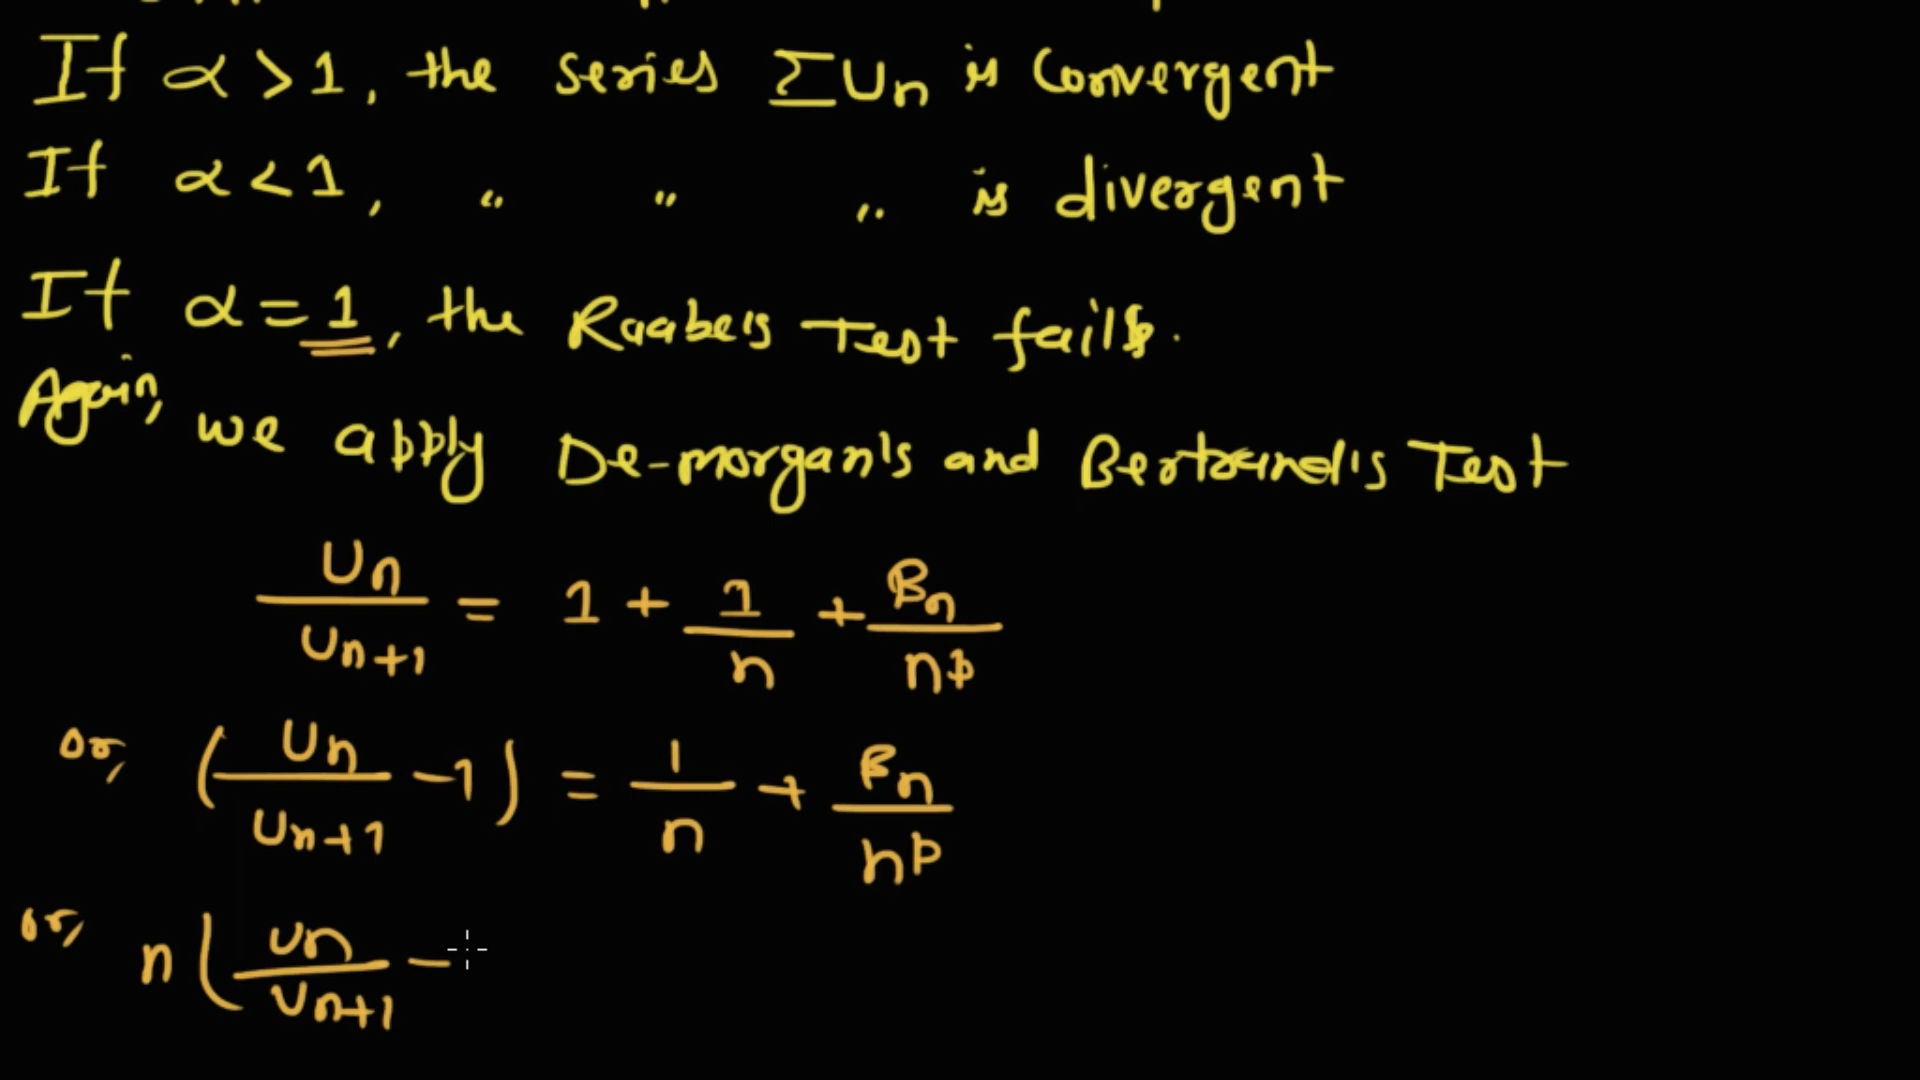 If α > 1, the series ΣUn is Convergent
If α < 1, " " " is divergent
If α = 1, the Raabe's Test fails.
Again, we apply De-morgan's and Bertrand's Test
Un/Un+1 = 1 + 1/n + βn/n^p
or, (Un/Un+1 - 1) = 1/n + βn/n^p
or, n(Un/Un+1 -